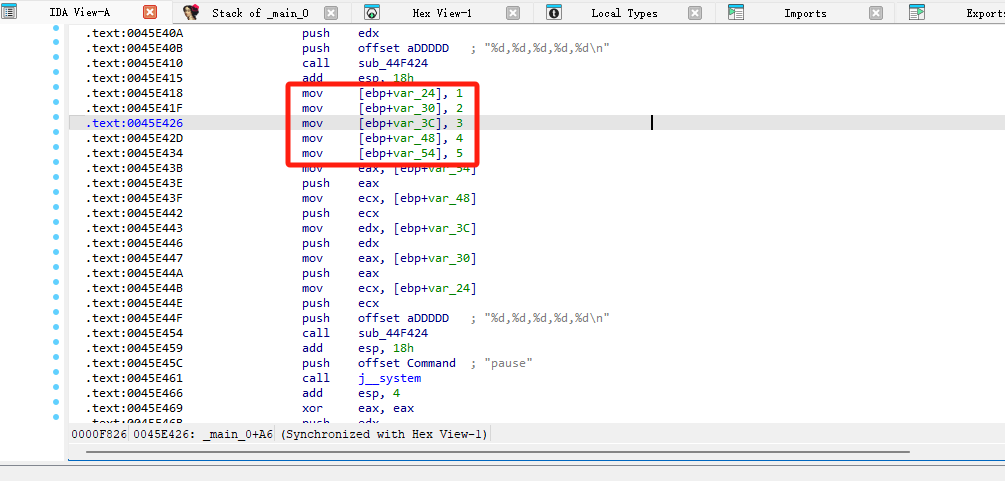 IDA View-A Stack of _main_0 Hex View-1 Local Types Imports Exports
.text:0045E40A push edx
.text:0045E40B push offset aDDDDD ; "%d,%d,%d,%d,%d\n"
.text:0045E410 call sub_44F424
.text:0045E415 add esp, 18h
.text:0045E418 mov [ebp+var_24], 1
.text:0045E41F mov [ebp+var_30], 2
.text:0045E426 mov [ebp+var_3C], 3
.text:0045E42D mov [ebp+var_48], 4
.text:0045E434 mov [ebp+var_54], 5
.text:0045E43B mov eax, [ebp+var_54]
.text:0045E43E push eax
.text:0045E43F mov ecx, [ebp+var_48]
.text:0045E442 push ecx
.text:0045E443 mov edx, [ebp+var_3C]
.text:0045E446 push edx
.text:0045E447 mov eax, [ebp+var_30]
.text:0045E44A push eax
.text:0045E44B mov ecx, [ebp+var_24]
.text:0045E44E push ecx
.text:0045E44F push offset aDDDDD ; "%d,%d,%d,%d,%d\n"
.text:0045E454 call sub_44F424
.text:0045E459 add esp, 18h
.text:0045E45C push offset Command ; "pause"
.text:0045E461 call j__system
.text:0045E466 add esp, 4
.text:0045E469 xor eax, eax
.text:0045E46B push edx
0000F826 0045E426: _main_0+A6 (Synchronized with Hex View-1)